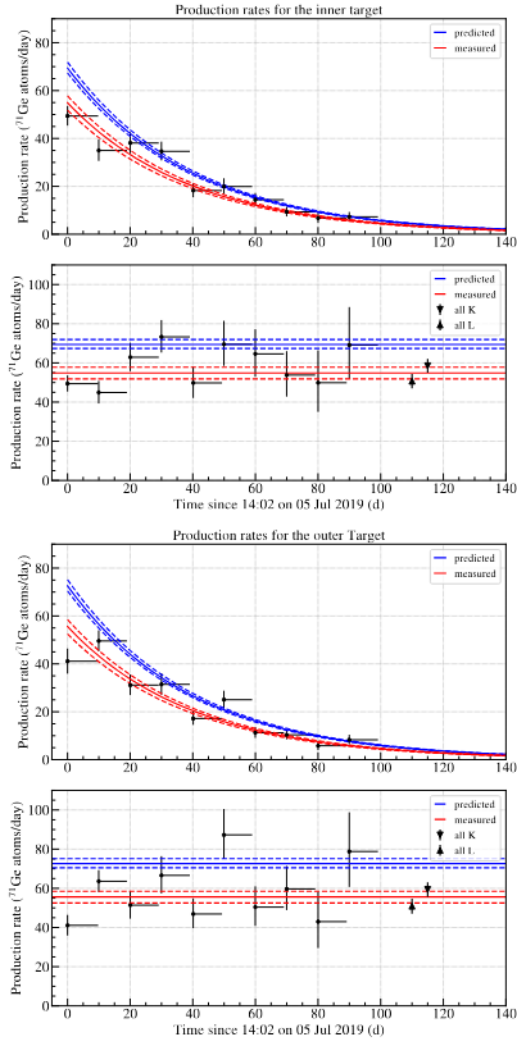 Production rates for the inner target
Production rate (⁷¹Ge atoms/day)
80
60
40
20
0
predicted
measured
0 20 40 60 80 100 120 140
Production rate (⁷¹Ge atoms/day)
100
80
60
40
20
0
predicted
measured
all K
all L
0 20 40 60 80 100 120 140
Time since 14:02 on 05 Jul 2019 (d)
Production rates for the outer Target
Production rate (⁷¹Ge atoms/day)
80
60
40
20
0
predicted
measured
0 20 40 60 80 100 120 140
Production rate (⁷¹Ge atoms/day)
100
80
60
40
20
0
predicted
measured
all K
all L
0 20 40 60 80 100 120 140
Time since 14:02 on 05 Jul 2019 (d)